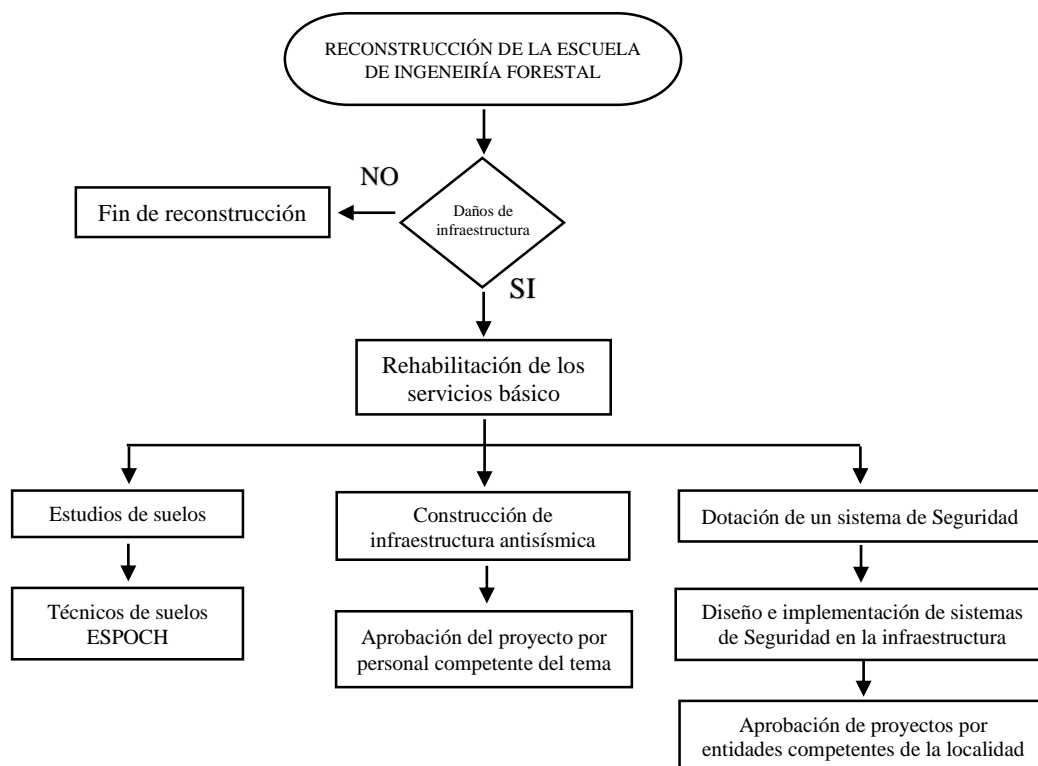 RECONSTRUCCIÓN DE LA ESCUELA
DE INGENEIRÍA FORESTAL
NO
Fin de reconstrucción
Daños de
infraestructura
SI
Rehabilitación de los
servicios básico
Estudios de suelos
Construcción de
infraestructura antisísmica
Dotación de un sistema de Seguridad
Técnicos de suelos
ESPOCH
Aprobación del proyecto por
personal competente del tema
Diseño e implementación de sistemas
de Seguridad en la infraestructura
Aprobación de proyectos por
entidades competentes de la localidad